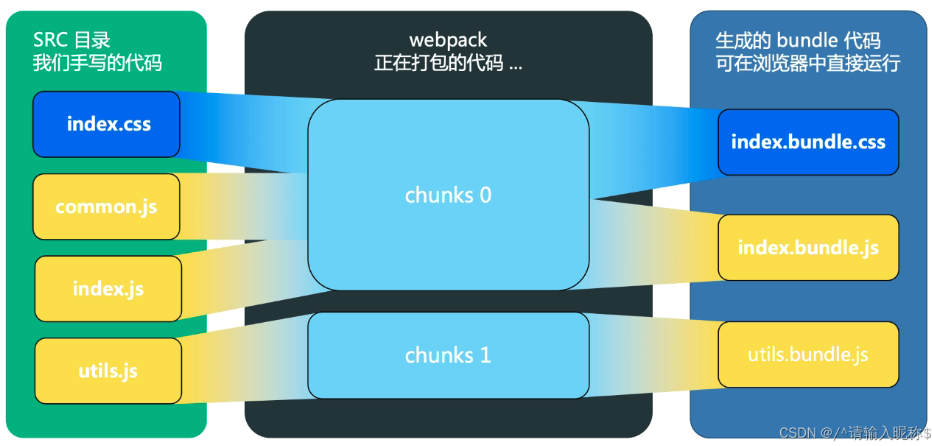 SRC 目录
我们手写的代码
index.css
common.js
index.js
utils.js
webpack
正在打包的代码 ...
chunks 0
chunks 1
生成的 bundle 代码
可在浏览器中直接运行
index.bundle.css
index.bundle.js
utils.bundle.js
CSDN @/^请输入昵称$